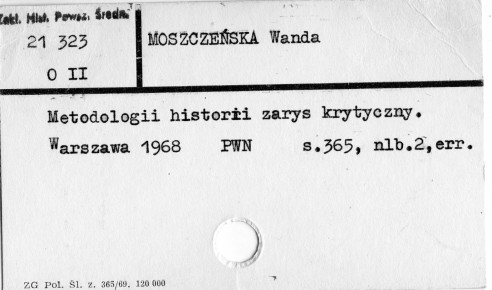 Zakł. Hist. Powsz. Średn.
21 323
O II
MOSZCZEŃSKA Wanda
Metodologii historii zarys krytyczny.
Warszawa 1968 PWN s.365, nlb.2,err.
ZG Pol. Śl. z. 365/69. 120 000